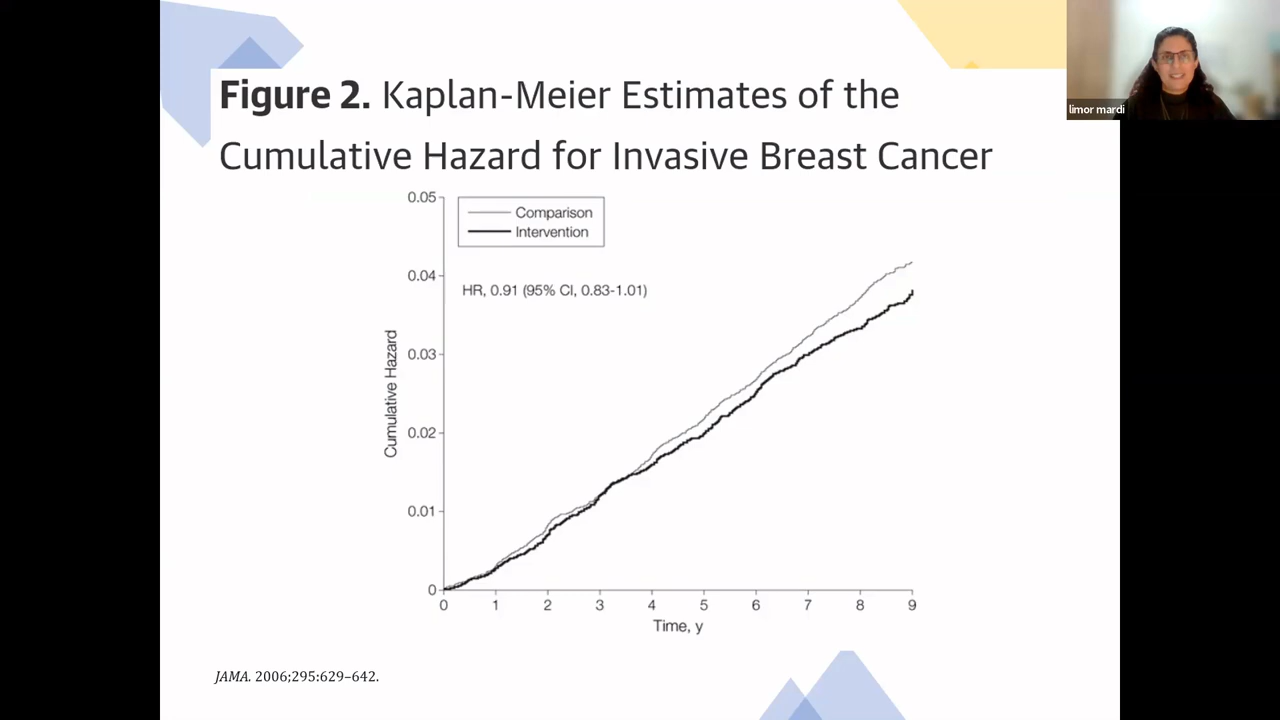 limor mardi
Figure 2. Kaplan-Meier Estimates of the
Cumulative Hazard for Invasive Breast Cancer
0.05
Comparison
Intervention
0.04
HR, 0.91 (95% CI, 0.83-1.01)
Cumulative Hazard
0.03
0.02
0.01
0
0 1 2 3 4 5 6 7 8 9
Time, y
JAMA. 2006;295:629–642.